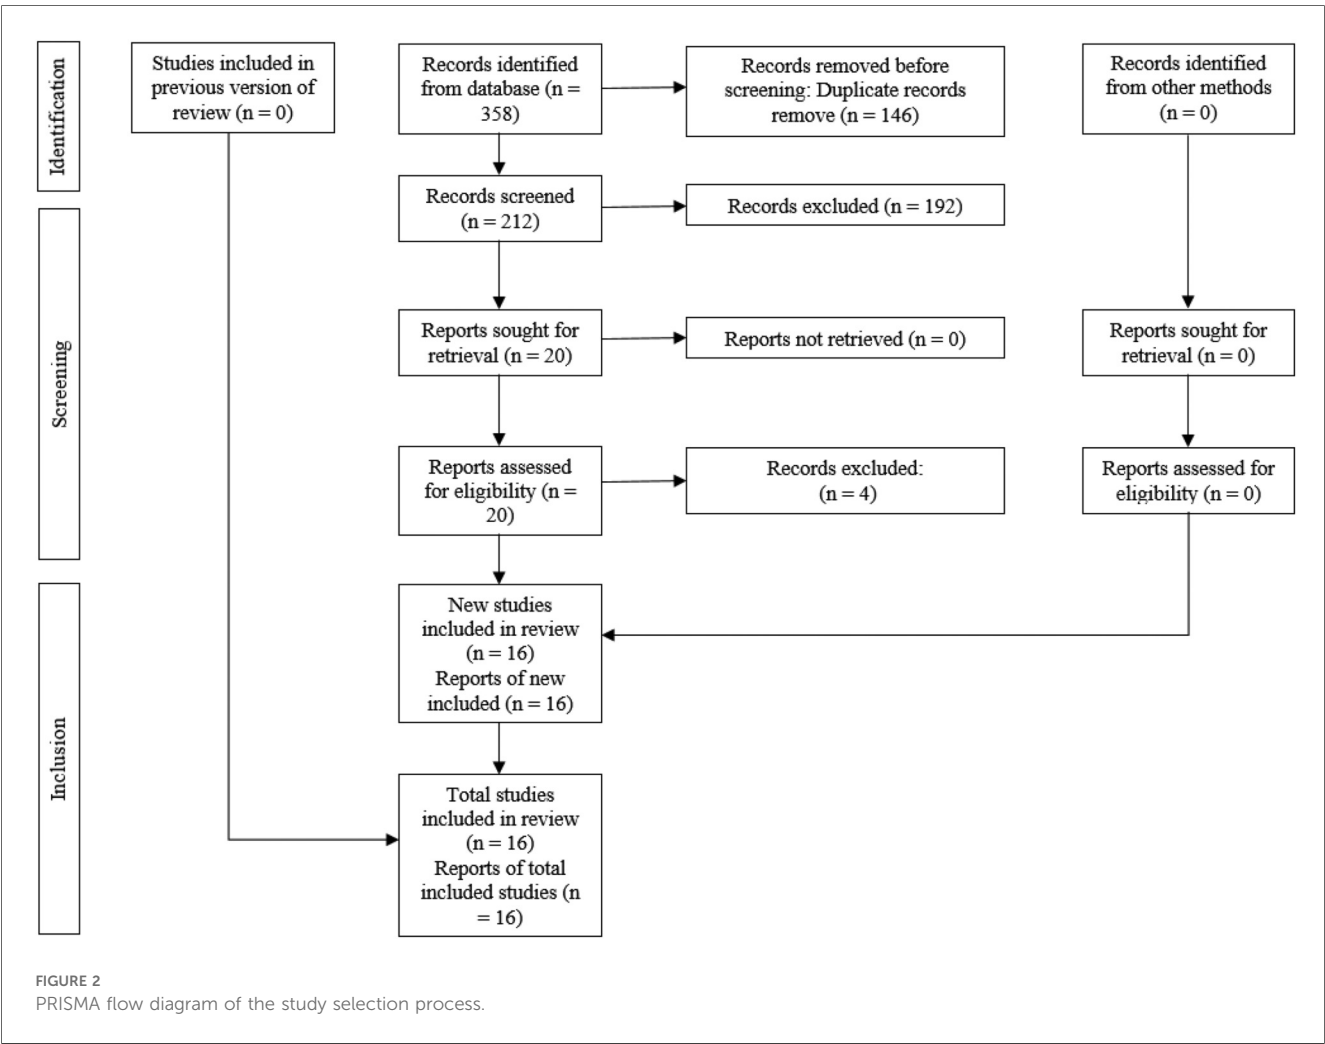 Identification
Studies included in
previous version of
review (n = 0)
Records identified
from database (n =
358)
Records removed before
screening: Duplicate records
remove (n = 146)
Records identified
from other methods
(n = 0)
Screening
Records screened
(n = 212)
Records excluded (n = 192)
Reports sought for
retrieval (n = 20)
Reports not retrieved (n = 0)
Reports sought for
retrieval (n = 0)
Reports assessed
for eligibility (n =
20)
Records excluded:
(n = 4)
Reports assessed for
eligibility (n = 0)
Inclusion
New studies
included in review
(n = 16)
Reports of new
included (n = 16)
Total studies
included in review
(n = 16)
Reports of total
included studies (n
= 16)
FIGURE 2
PRISMA flow diagram of the study selection process.